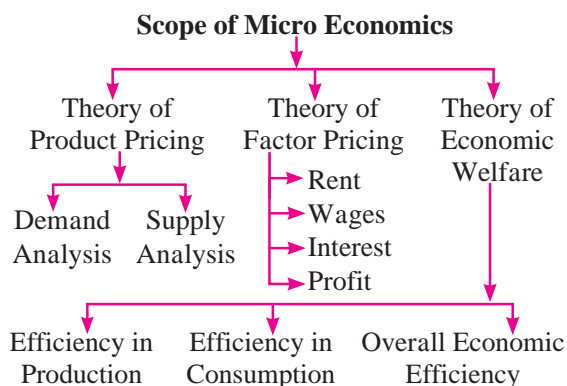 Scope of Micro Economics
Theory of
Product Pricing
Theory of
Factor Pricing
Theory of
Economic
Welfare
Demand
Analysis
Supply
Analysis
Rent
Wages
Interest
Profit
Efficiency in
Production
Efficiency in
Consumption
Overall Economic
Efficiency